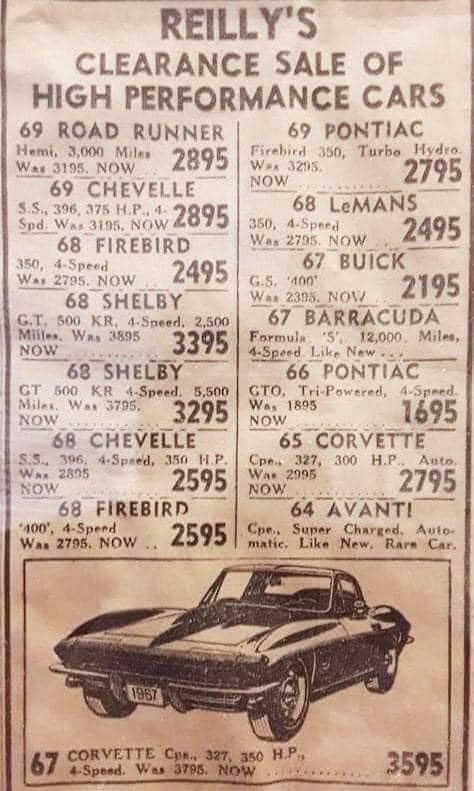 REILLY'S
CLEARANCE SALE OF
HIGH PERFORMANCE CARS
69 ROAD RUNNER
Hemi, 3,000 Miles
Was 3195. NOW 2895
69 CHEVELLE
S.S., 396, 375 H.P., 4-
Spd. Was 3195. NOW 2895
68 FIREBIRD
350, 4-Speed
Was 2795. NOW .. 2495
68 SHELBY
G.T. 500 KR, 4-Speed, 2,500
Miles. Was 3895
NOW .......... 3395
68 SHELBY
GT 500 KR 4-Speed, 5,500
Miles. Was 3795.
NOW .......... 3295
68 CHEVELLE
S.S., 396, 4-Speed, 350 H.P.
Was 2895
NOW .......... 2595
68 FIREBIRD
'400', 4-Speed
Was 2795. NOW .. 2595
69 PONTIAC
Firebird 350, Turbo Hydro.
Was 3295.
NOW .......... 2795
68 LeMANS
350, 4-Speed
Was 2795. NOW .. 2495
67 BUICK
G.S. '400'
Was 2395. NOW 2195
67 BARRACUDA
Formula 'S', 12,000 Miles,
4-Speed Like New ...
66 PONTIAC
GTO, Tri-Powered, 4-Speed.
Was 1895
NOW .......... 1695
65 CORVETTE
Cpe., 327, 300 H.P., Auto.
Was 2995
NOW .......... 2795
64 AVANTI
Cpe., Super Charged, Auto-
matic. Like New, Rare Car.
1967
67 CORVETTE Cpe., 327, 350 H.P.,
4-Speed. Was 3795. NOW .......... 3595